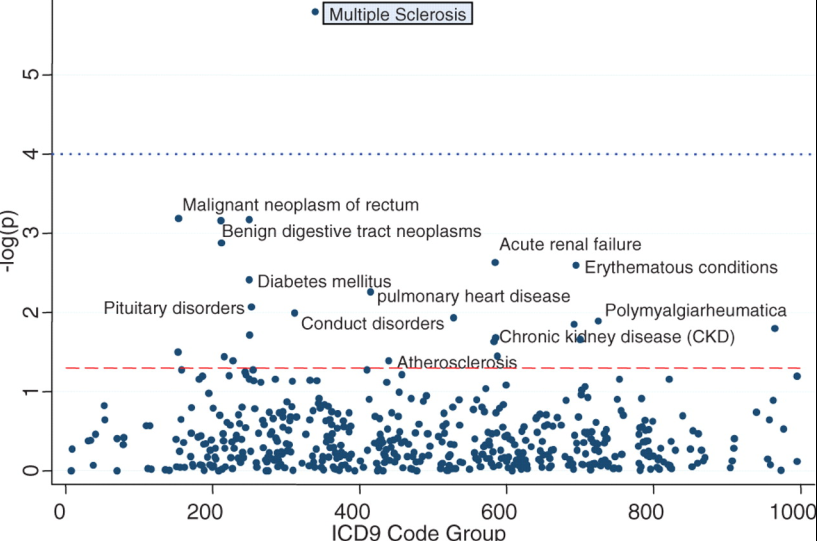 Multiple Sclerosis
5
4
Malignant neoplasm of rectum
3
Benign digestive tract neoplasms
Acute renal failure
-log(p)
Erythematous conditions
Diabetes mellitus
pulmonary heart disease
Pituitary disorders
Polymyalgiarheumatica
2
Conduct disorders
Chronic kidney disease (CKD)
Atherosclerosis
1
0
0 200 400 600 800 1000
ICD9 Code Group